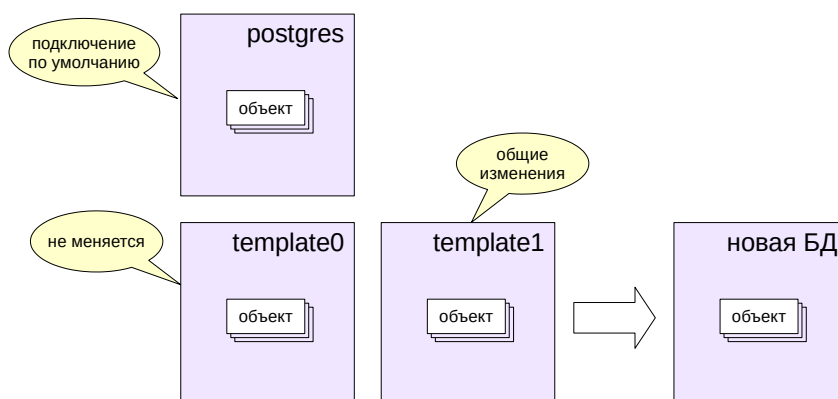 postgres
подключение
по умолчанию
объект
общие
изменения
не меняется
template0
template1
новая БД
объект
объект
объект